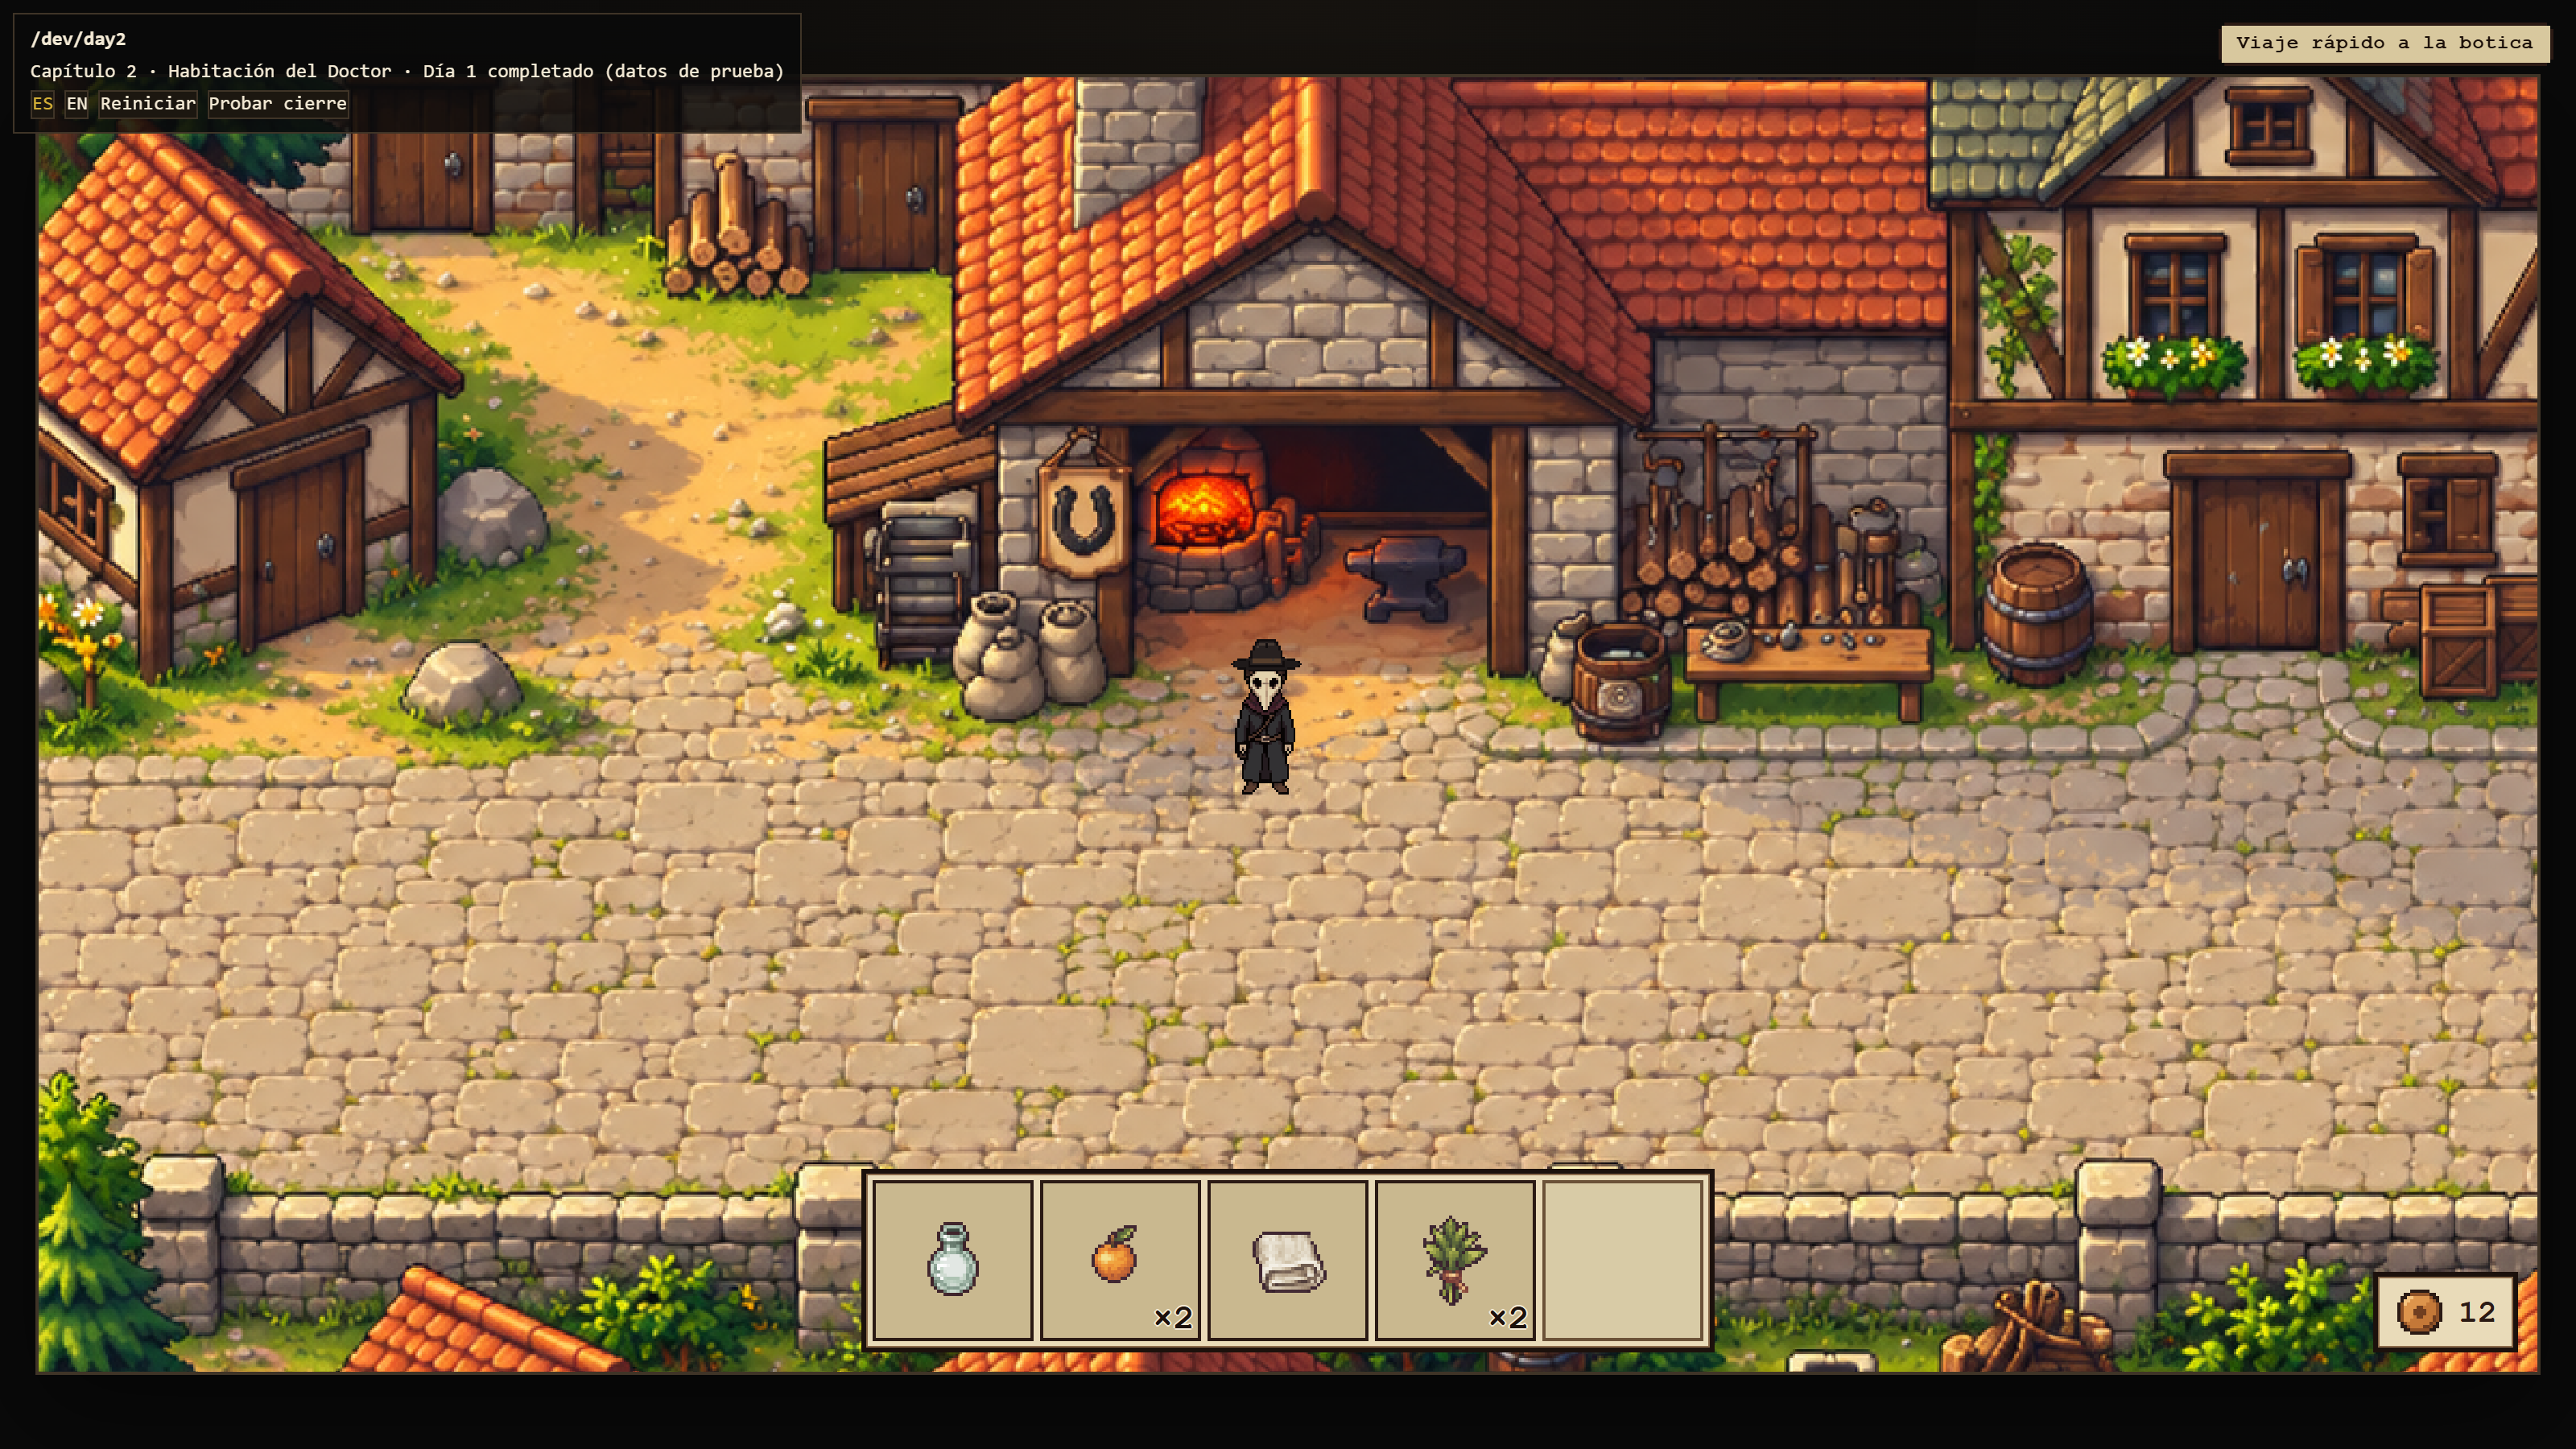 /dev/day2
Capítulo 2 · Habitación del Doctor · Día 1 completado (datos de prueba)
ES EN Reiniciar Probar cierre
Viaje rápido a la botica
×2
×2
12